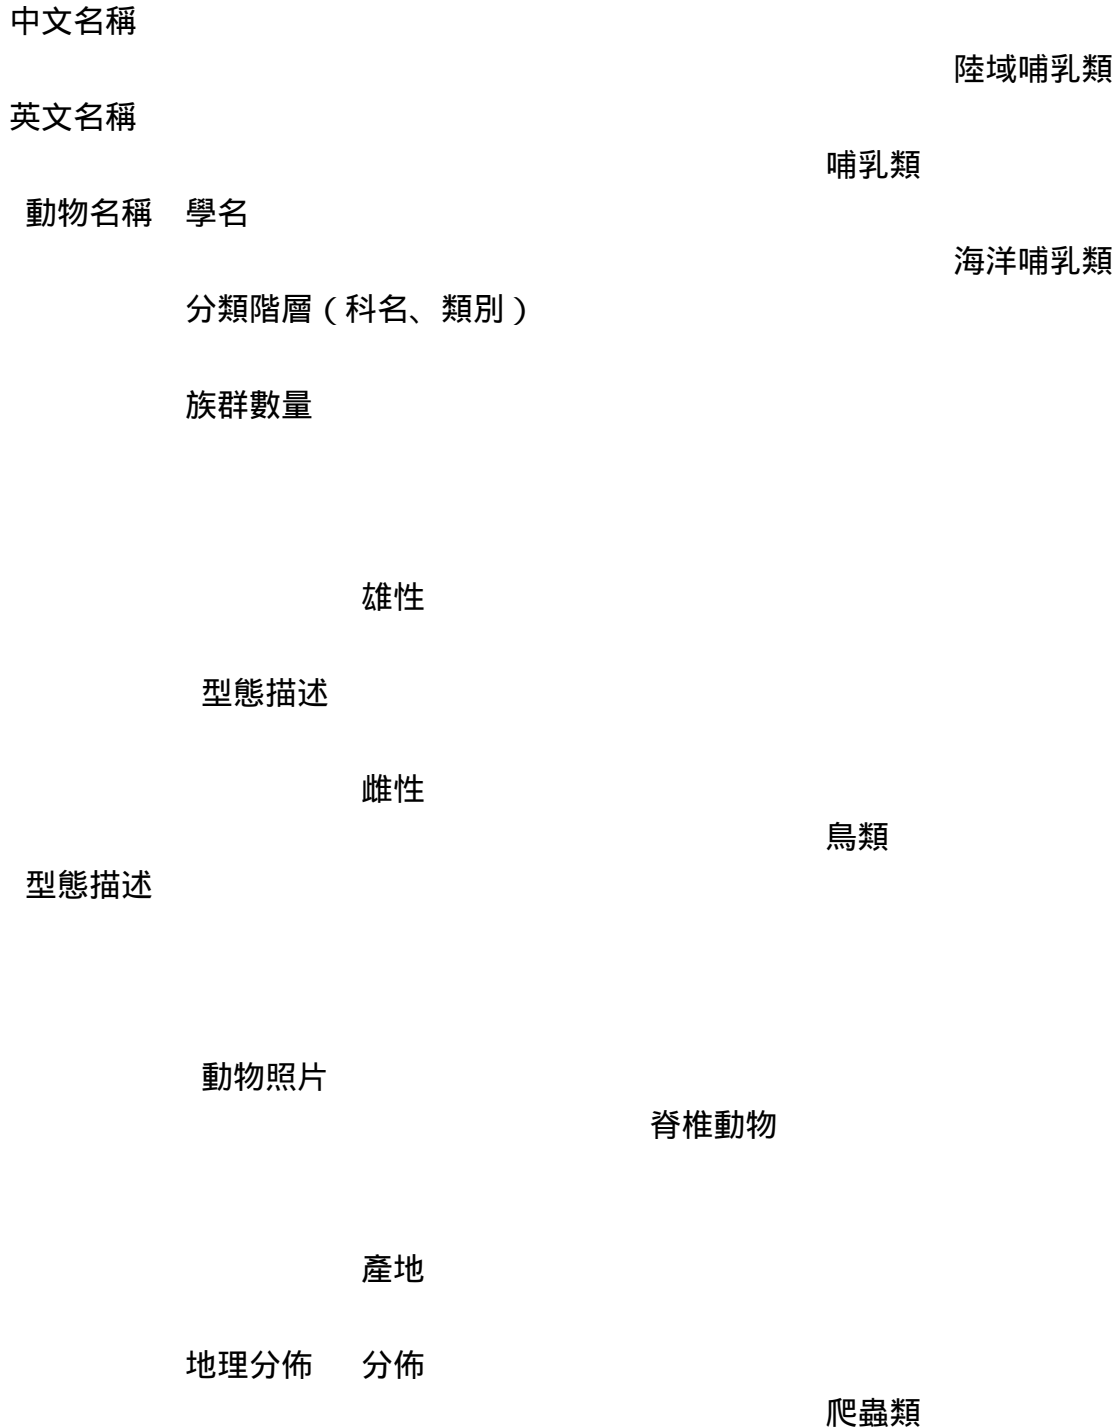 中文名稱
陸域哺乳類
英文名稱
哺乳類
動物名稱 學名
海洋哺乳類
分類階層（科名、類別）
族群數量
雄性
型態描述
雌性
鳥類
型態描述
動物照片
脊椎動物
產地
地理分佈 分佈
爬蟲類